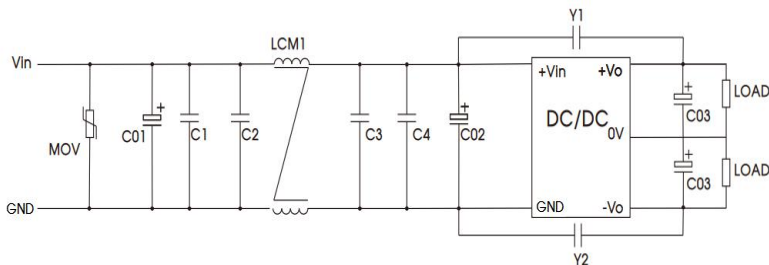 Y1
LCM1
Vin
+Vin
+Vo
+
+
+
LOAD
MOV
C01
C1
C2
C3
C4
C02
DC/DC
0V
C03
+
LOAD
C03
GND
GND
-Vo
Y2